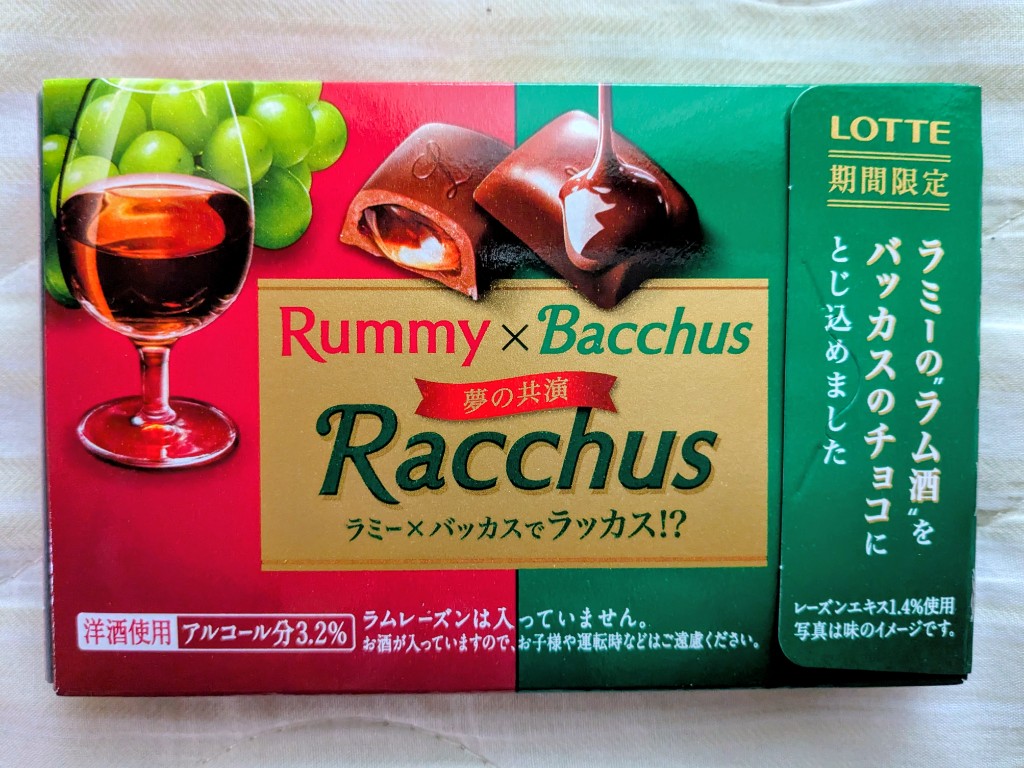 LOTTE
期間限定
ラミーの"ラム酒"を
バッカスのチョコに
とじ込めました
Rummy×Bacchus
夢の共演
Racchus
ラミー×バッカスでラッカス!?
洋酒使用 アルコール分3.2%
ラムレーズンは入っていません。
お酒が入っていますので、お子様や運転時などはご遠慮ください。
レーズンエキス1.4%使用
写真は味のイメージです。